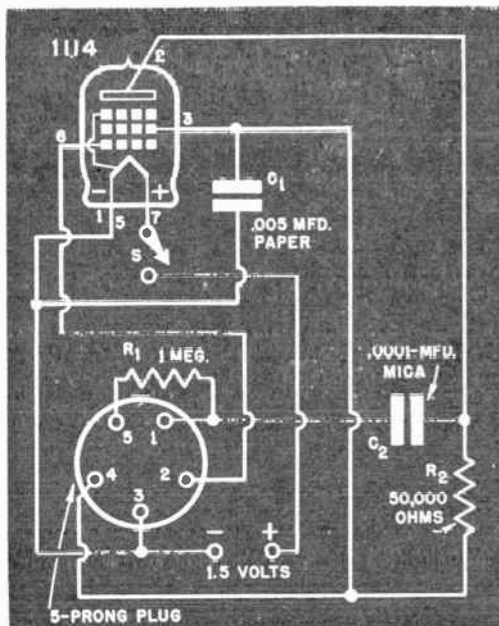 1U4
2
6
3
– +
1 5 7
C1
.005 MFD.
PAPER
S
R1 1 MEG.
5 1
4 2
3
.0001-MFD.
MICA
C2
R2
50,000
OHMS
– +
1.5 VOLTS
5-PRONG PLUG